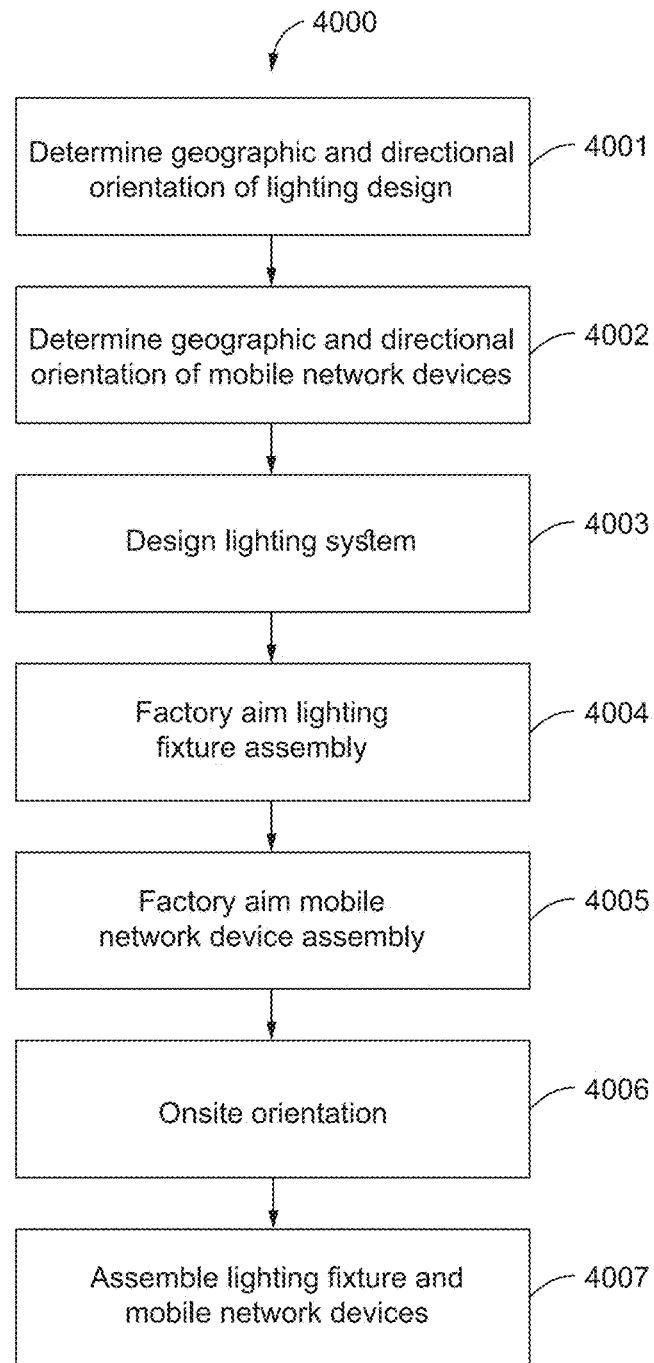 4000
Determine geographic and directional
orientation of lighting design
4001
Determine geographic and directional
orientation of mobile network devices
4002
Design lighting system
4003
Factory aim lighting
fixture assembly
4004
Factory aim mobile
network device assembly
4005
Onsite orientation
4006
Assemble lighting fixture and
mobile network devices
4007